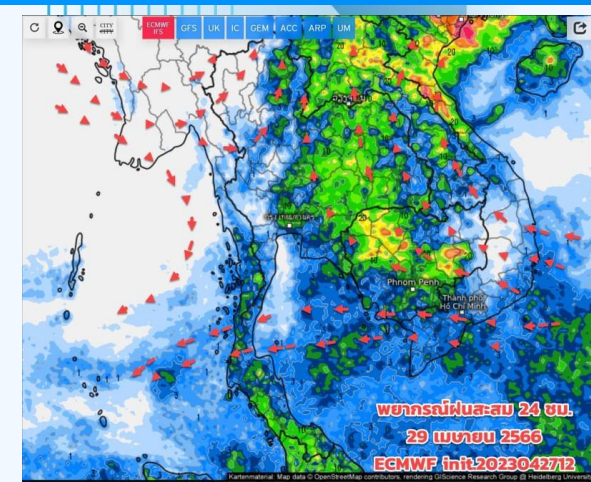 CITY
CITY
ECMWF IFS GFS UK IC GEM ACC ARP UM
Phnom Penh
Thành phố
Hồ Chí Minh
พยากรณ์ฝนสะสม 24 ชม.
29 เมษายน 2566
ECMWF init.2023042712
Kartenmaterial: Map data © OpenStreetMap contributors, rendering GIScience Research Group @ Heidelberg University